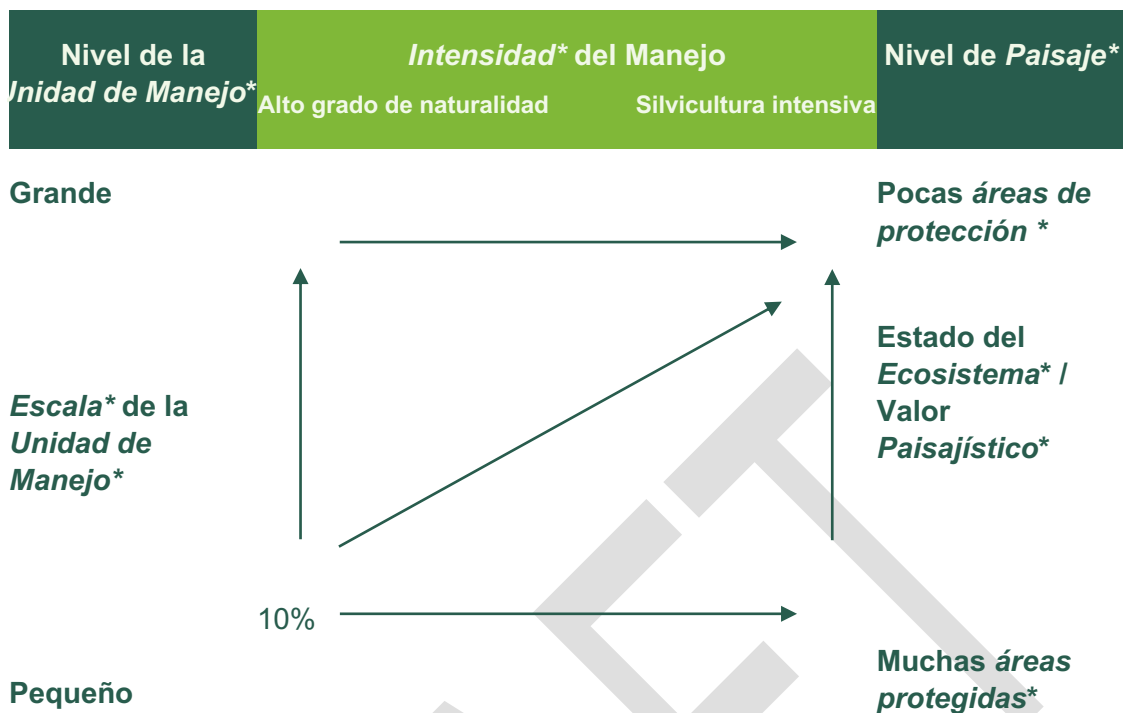 Nivel de la
Unidad de Manejo*
Intensidad* del Manejo
Alto grado de naturalidad
Silvicultura intensiva
Nivel de Paisaje*
Grande
Pocas áreas de
protección *
Escala* de la
Unidad de
Manejo*
Estado del
Ecosistema* /
Valor
Paisajístico*
10%
Pequeño
Muchas áreas
protegidas*